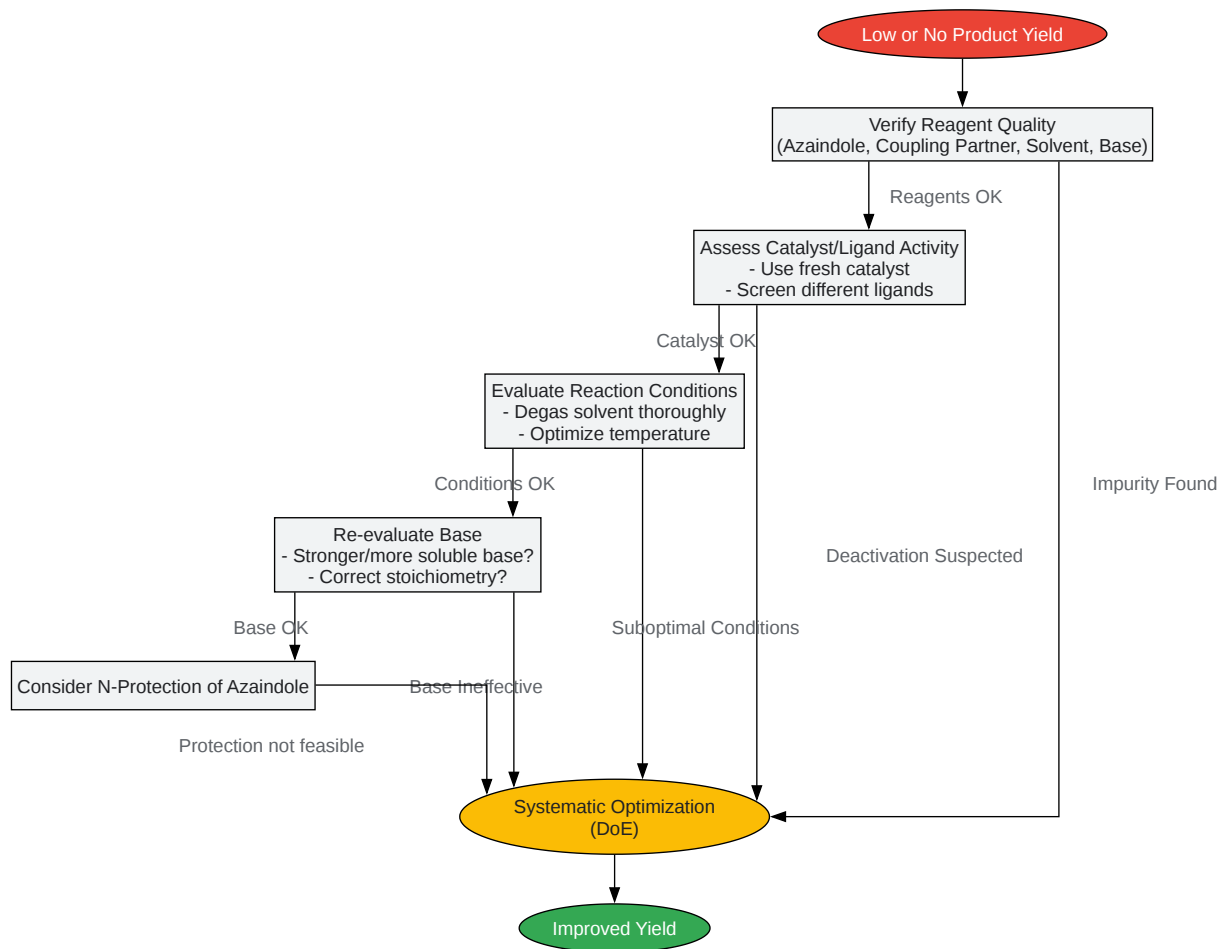 Low or No Product Yield
Verify Reagent Quality
(Azaindole, Coupling Partner, Solvent, Base)
Reagents OK
Assess Catalyst/Ligand Activity
- Use fresh catalyst
- Screen different ligands
Catalyst OK
Evaluate Reaction Conditions
- Degas solvent thoroughly
- Optimize temperature
Conditions OK
Impurity Found
Re-evaluate Base
- Stronger/more soluble base?
- Correct stoichiometry?
Deactivation Suspected
Base OK
Suboptimal Conditions
Consider N-Protection of Azaindole
Base Ineffective
Protection not feasible
Systematic Optimization
(DoE)
Improved Yield